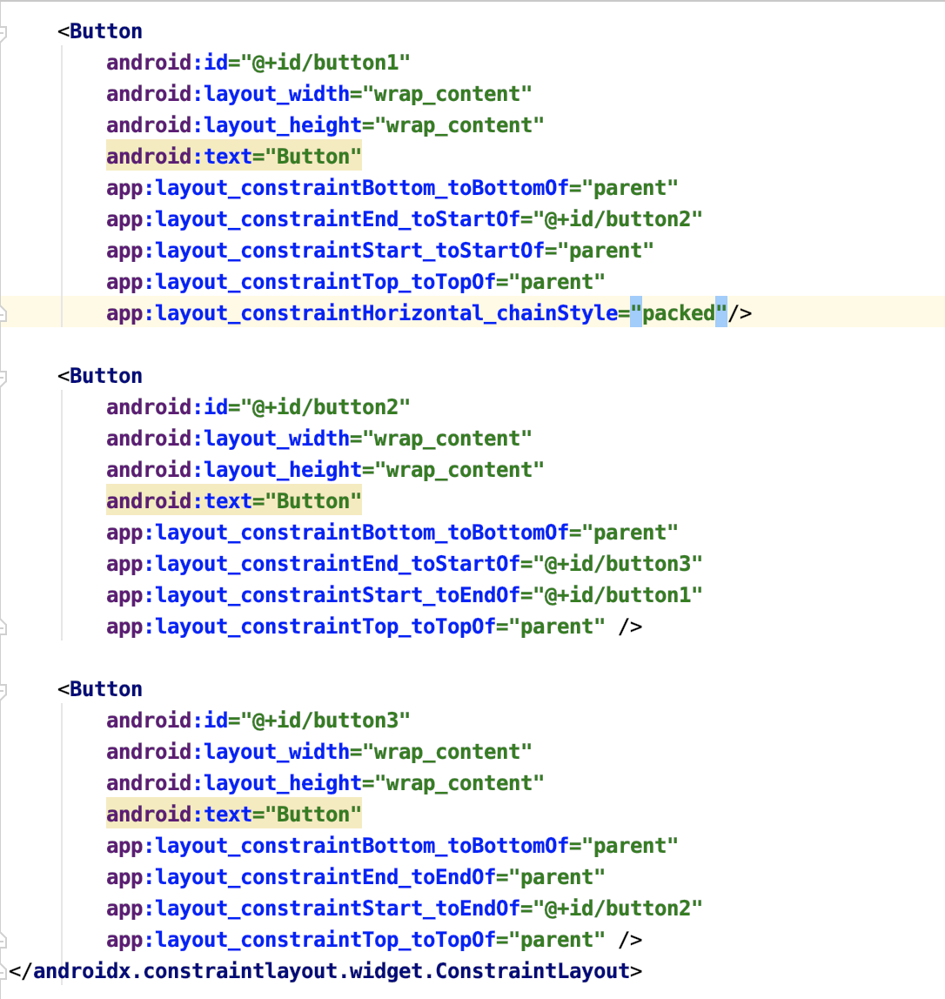 <Button
android:id="@+id/button1"
android:layout_width="wrap_content"
android:layout_height="wrap_content"
android:text="Button"
app:layout_constraintBottom_toBottomOf="parent"
app:layout_constraintEnd_toStartOf="@+id/button2"
app:layout_constraintStart_toStartOf="parent"
app:layout_constraintTop_toTopOf="parent"
app:layout_constraintHorizontal_chainStyle="packed"/>
<Button
android:id="@+id/button2"
android:layout_width="wrap_content"
android:layout_height="wrap_content"
android:text="Button"
app:layout_constraintBottom_toBottomOf="parent"
app:layout_constraintEnd_toStartOf="@+id/button3"
app:layout_constraintStart_toEndOf="@+id/button1"
app:layout_constraintTop_toTopOf="parent" />
<Button
android:id="@+id/button3"
android:layout_width="wrap_content"
android:layout_height="wrap_content"
android:text="Button"
app:layout_constraintBottom_toBottomOf="parent"
app:layout_constraintEnd_toEndOf="parent"
app:layout_constraintStart_toEndOf="@+id/button2"
app:layout_constraintTop_toTopOf="parent" />
</androidx.constraintlayout.widget.ConstraintLayout>